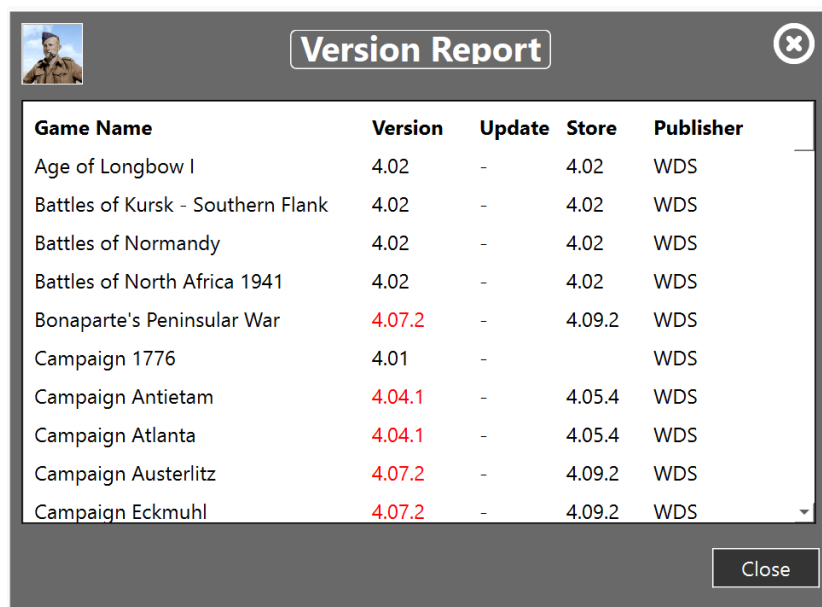 Version Report
Game Name Version Update Store Publisher
Age of Longbow I 4.02 - 4.02 WDS
Battles of Kursk - Southern Flank 4.02 - 4.02 WDS
Battles of Normandy 4.02 - 4.02 WDS
Battles of North Africa 1941 4.02 - 4.02 WDS
Bonaparte's Peninsular War 4.07.2 - 4.09.2 WDS
Campaign 1776 4.01 - WDS
Campaign Antietam 4.04.1 - 4.05.4 WDS
Campaign Atlanta 4.04.1 - 4.05.4 WDS
Campaign Austerlitz 4.07.2 - 4.09.2 WDS
Campaign Eckmuhl 4.07.2 - 4.09.2 WDS
Close